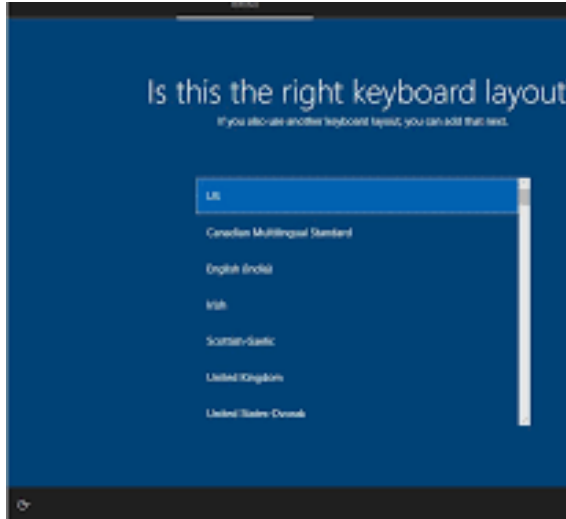 Is this the right keyboard layout
If you also use another keyboard layout, you can add that next.
US
Canadian Multilingual Standard
English (India)
Irish
Scottish Gaelic
United Kingdom
United States-Dvorak